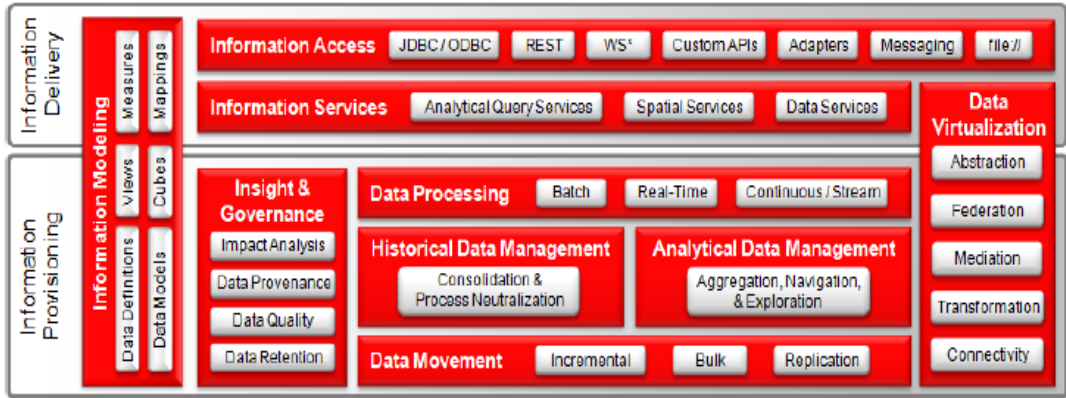 Information
Delivery
Information
Provisioning
Information Modeling
Measures
Mappings
Views
Cubes
Data Definitions
Data Models
Information Access
JDBC / ODBC
REST
WS*
Custom APIs
Adapters
Messaging
file://
Information Services
Analytical Query Services
Spatial Services
Data Services
Data
Virtualization
Abstraction
Federation
Mediation
Transformation
Connectivity
Insight &
Governance
Impact Analysis
Data Provenance
Data Quality
Data Retention
Data Processing
Batch
Real-Time
Continuous / Stream
Historical Data Management
Consolidation &
Process Neutralization
Analytical Data Management
Aggregation, Navigation,
& Exploration
Data Movement
Incremental
Bulk
Replication